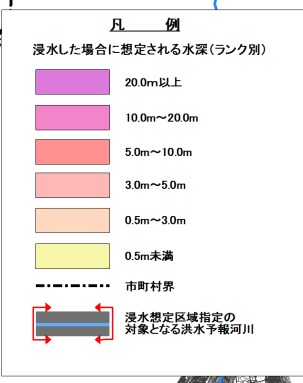 凡　例
浸水した場合に想定される水深(ランク別)
20.0m以上
10.0m～20.0m
5.0m～10.0m
3.0m～5.0m
0.5m～3.0m
0.5m未満
市町村界
浸水想定区域指定の
対象となる洪水予報河川